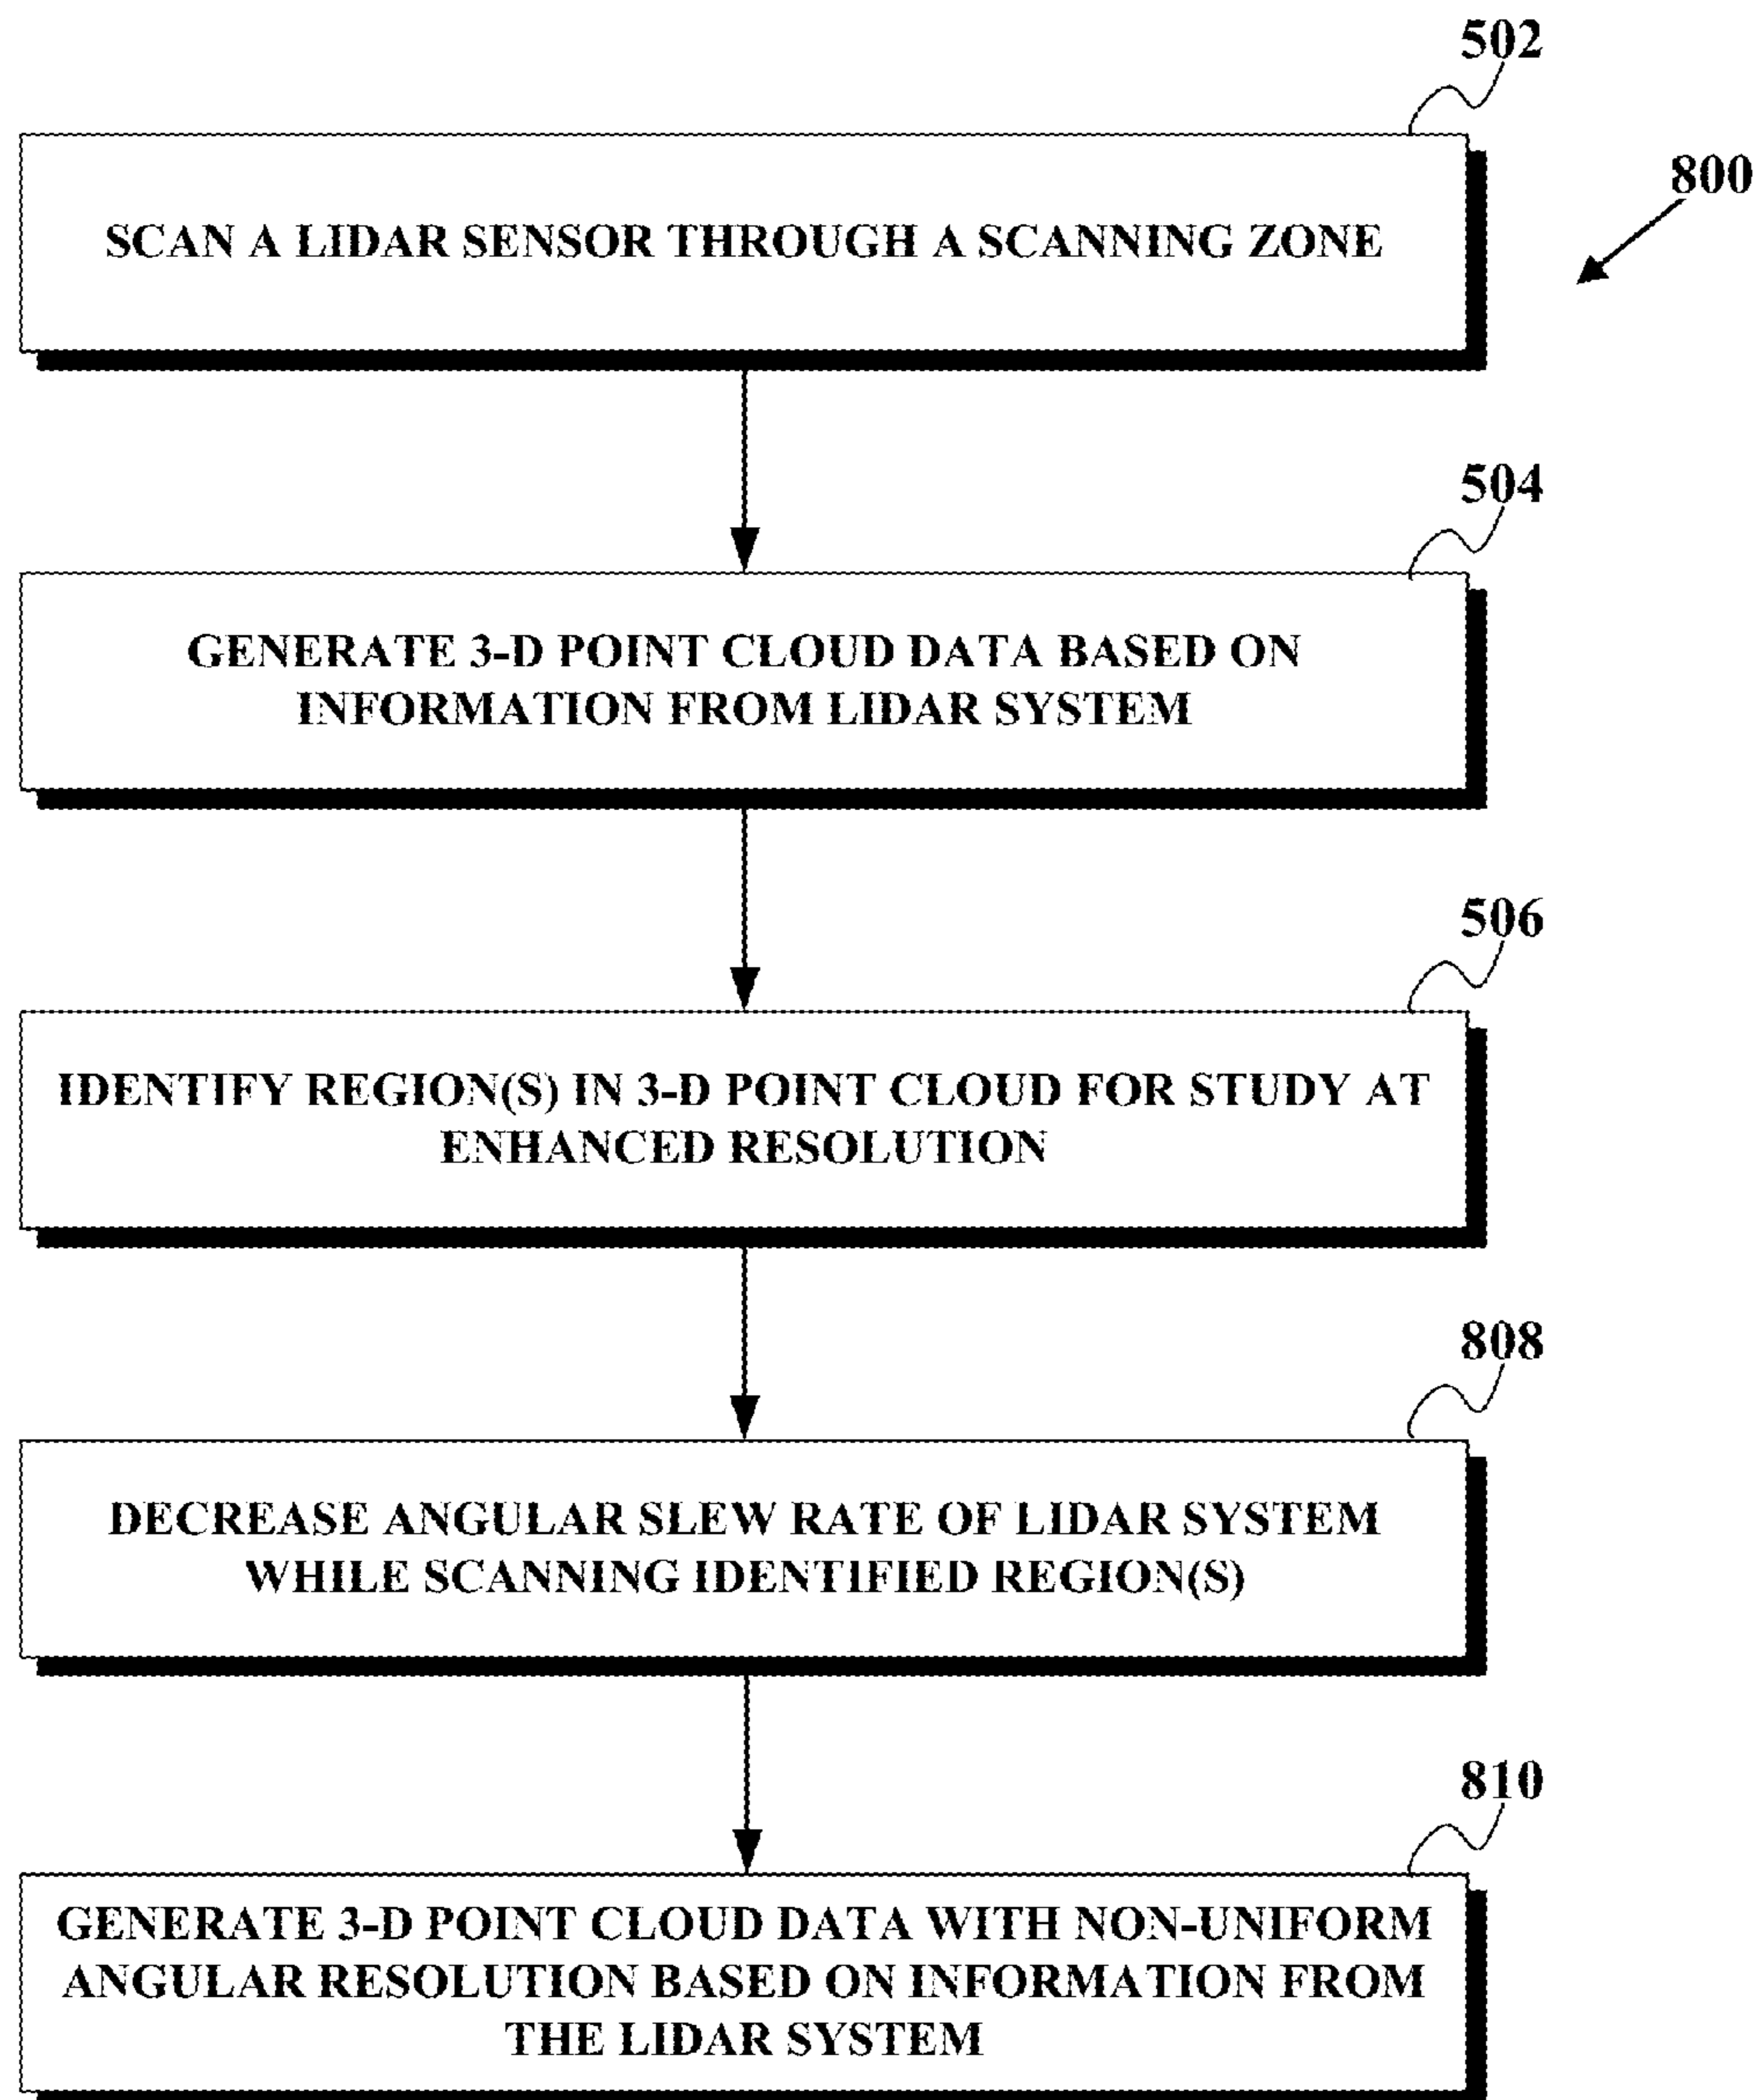 502
800
SCAN A LIDAR SENSOR THROUGH A SCANNING ZONE
504
GENERATE 3-D POINT CLOUD DATA BASED ON
INFORMATION FROM LIDAR SYSTEM
506
IDENTIFY REGION(S) IN 3-D POINT CLOUD FOR STUDY AT
ENHANCED RESOLUTION
808
DECREASE ANGULAR SLEW RATE OF LIDAR SYSTEM
WHILE SCANNING IDENTIFIED REGION(S)
810
GENERATE 3-D POINT CLOUD DATA WITH NON-UNIFORM
ANGULAR RESOLUTION BASED ON INFORMATION FROM
THE LIDAR SYSTEM